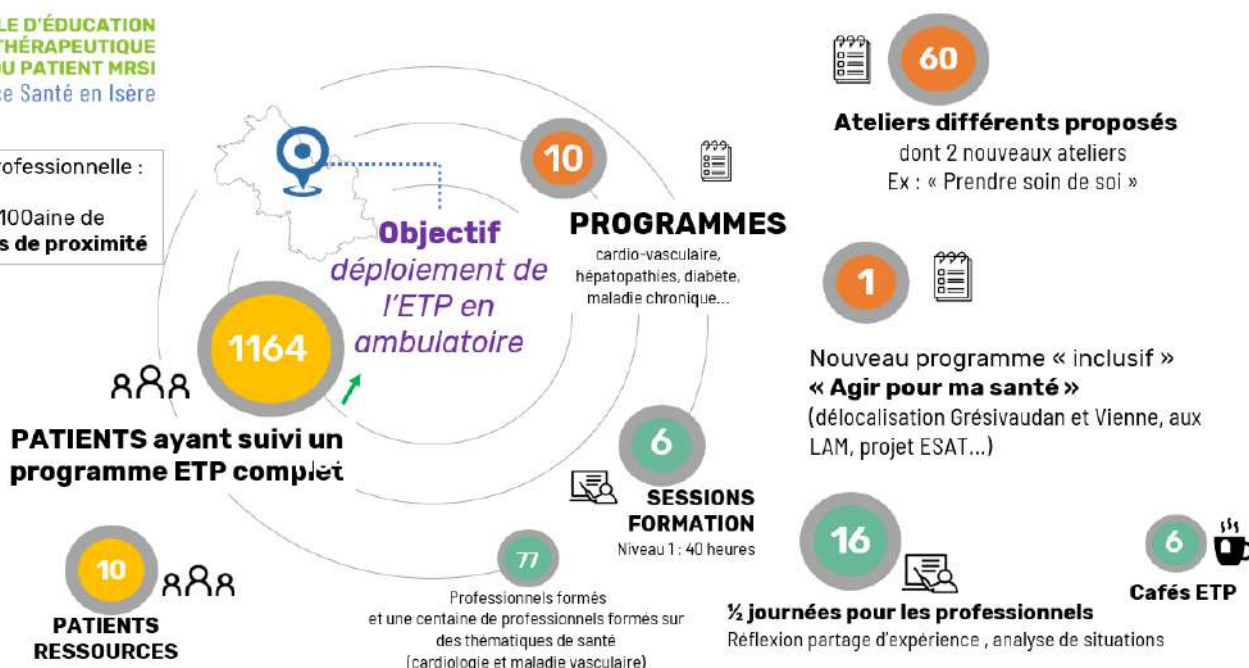 LE D'ÉDUCATION
THÉRAPEUTIQUE
DU PATIENT MRSI
ce Santé en Isère
rofessionnelle :
100aine de
s de proximité
Objectif
déploiement de
l'ETP en
ambulatoire
10
PROGRAMMES
cardio-vasculaire,
hépatopathies, diabète,
maladie chronique...
60
Ateliers différents proposés
dont 2 nouveaux ateliers
Ex : « Prendre soin de soi »
1
Nouveau programme « inclusif »
« Agir pour ma santé »
(délocalisation Grésivaudan et Vienne, aux
LAM, projet ESAT...)
1164
PATIENTS ayant suivi un
programme ETP complet
6
SESSIONS
FORMATION
Niveau 1 : 40 heures
10
PATIENTS
RESSOURCES
77
Professionnels formés
et une centaine de professionnels formés sur
des thématiques de santé
(cardiologie et maladie vasculaire)
16
½ journées pour les professionnels
Réflexion partage d'expérience , analyse de situations
6
Cafés ETP